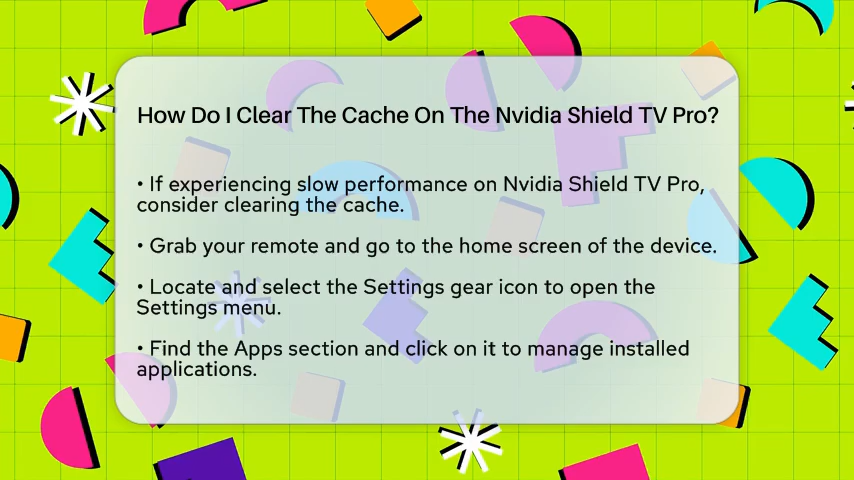 How Do I Clear The Cache On The Nvidia Shield TV Pro?
• If experiencing slow performance on Nvidia Shield TV Pro,
consider clearing the cache.
• Grab your remote and go to the home screen of the device.
• Locate and select the Settings gear icon to open the
Settings menu.
• Find the Apps section and click on it to manage installed
applications.